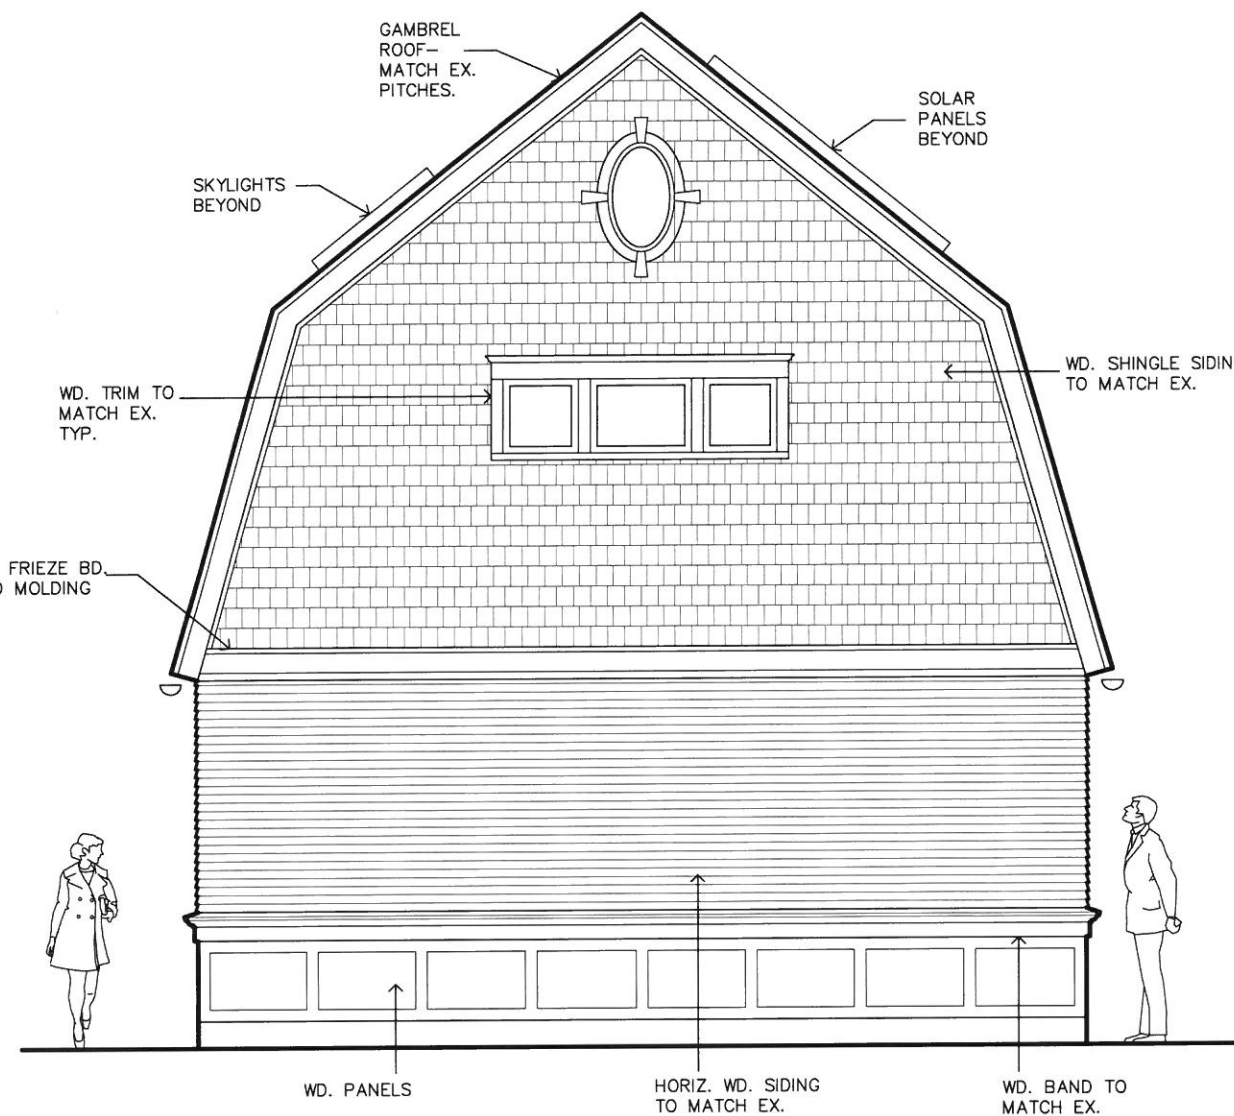 GAMBREL
ROOF-
MATCH EX.
PITCHES.
SOLAR
PANELS
BEYOND
SKYLIGHTS
BEYOND
WD. SHINGLE SIDIN
TO MATCH EX.
WD. TRIM TO
MATCH EX.
TYP.
FRIEZE BD.
MOLDING
WD. PANELS
HORIZ. WD. SIDING
TO MATCH EX.
WD. BAND TO
MATCH EX.